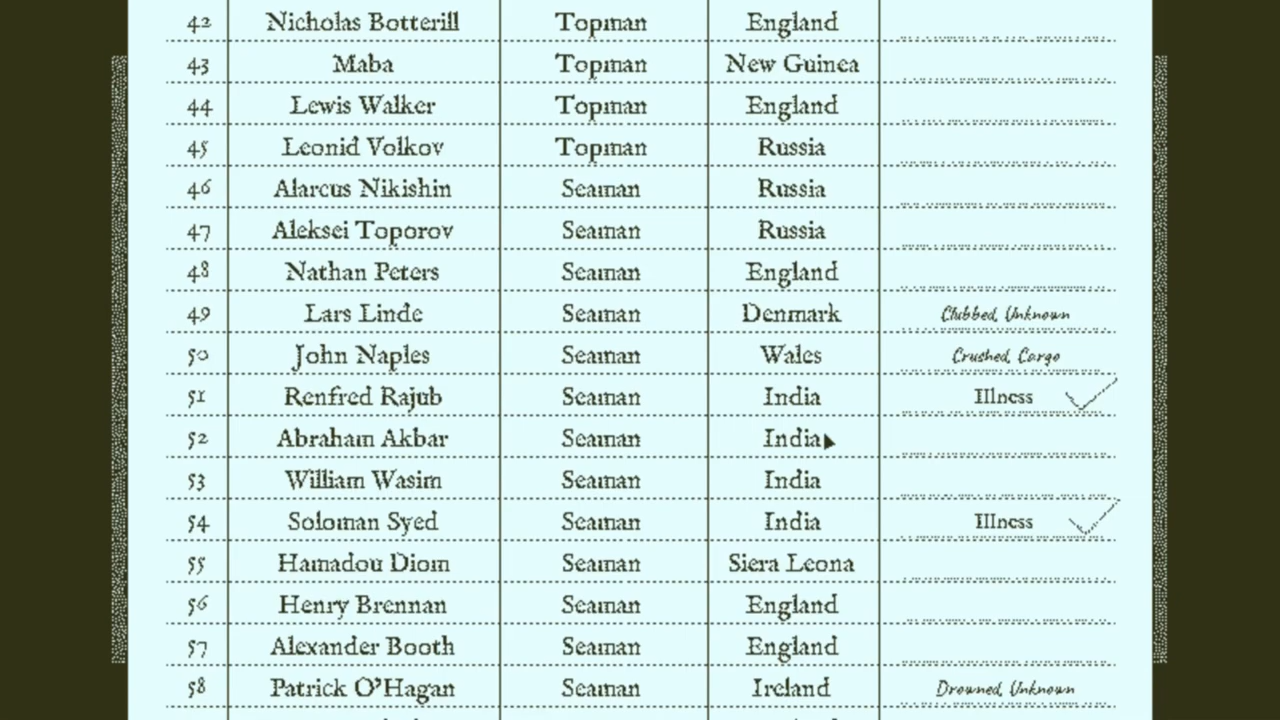 42 Nicholas Botterill Topman England
43 Maba Topman New Guinea
44 Lewis Walker Topman England
45 Leonid Volkov Topman Russia
46 Alarcus Nikishin Seaman Russia
47 Aleksei Toporov Seaman Russia
48 Nathan Peters Seaman England
49 Lars Linde Seaman Denmark Clubbed, Unknown
50 John Naples Seaman Wales Crushed, Cargo
51 Renfred Rajub Seaman India Illness
52 Abraham Akbar Seaman India
53 William Wasim Seaman India
54 Soloman Syed Seaman India Illness
55 Hamadou Diom Seaman Siera Leona
56 Henry Brennan Seaman England
57 Alexander Booth Seaman England
58 Patrick O'Hagan Seaman Ireland Drowned, Unknown